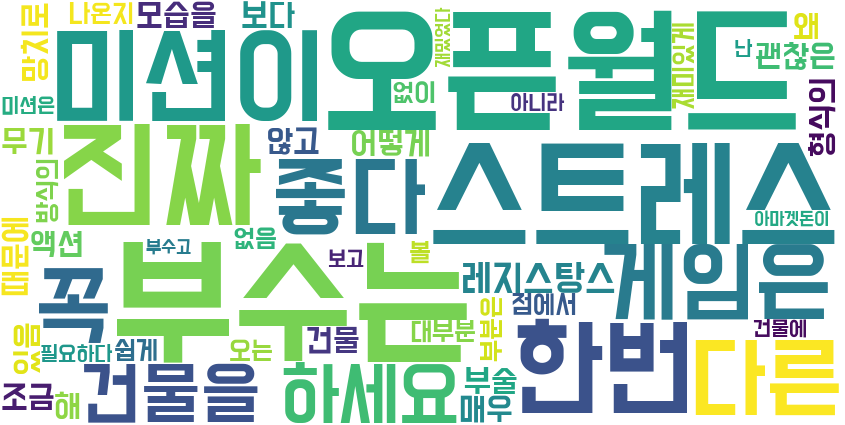 나온지
모습을
보다
재밌었다
왜
망치로
미션이
오픈월드
재미있게
난
괜찮은
미션은
없이
아니라
형식의
무기
진짜
않고
어떻게
방식의
좋다
스트레스
아마겟돈이
때문에
액션
부수고
없음
보고
볼
꼭
부수는
레지스탕스
게임은
점에서
있음
필요하다
쉽게
오는
건물
대부분
부분은
한번
건물에
다른
조금
해
건물을
하세요
부술
매우